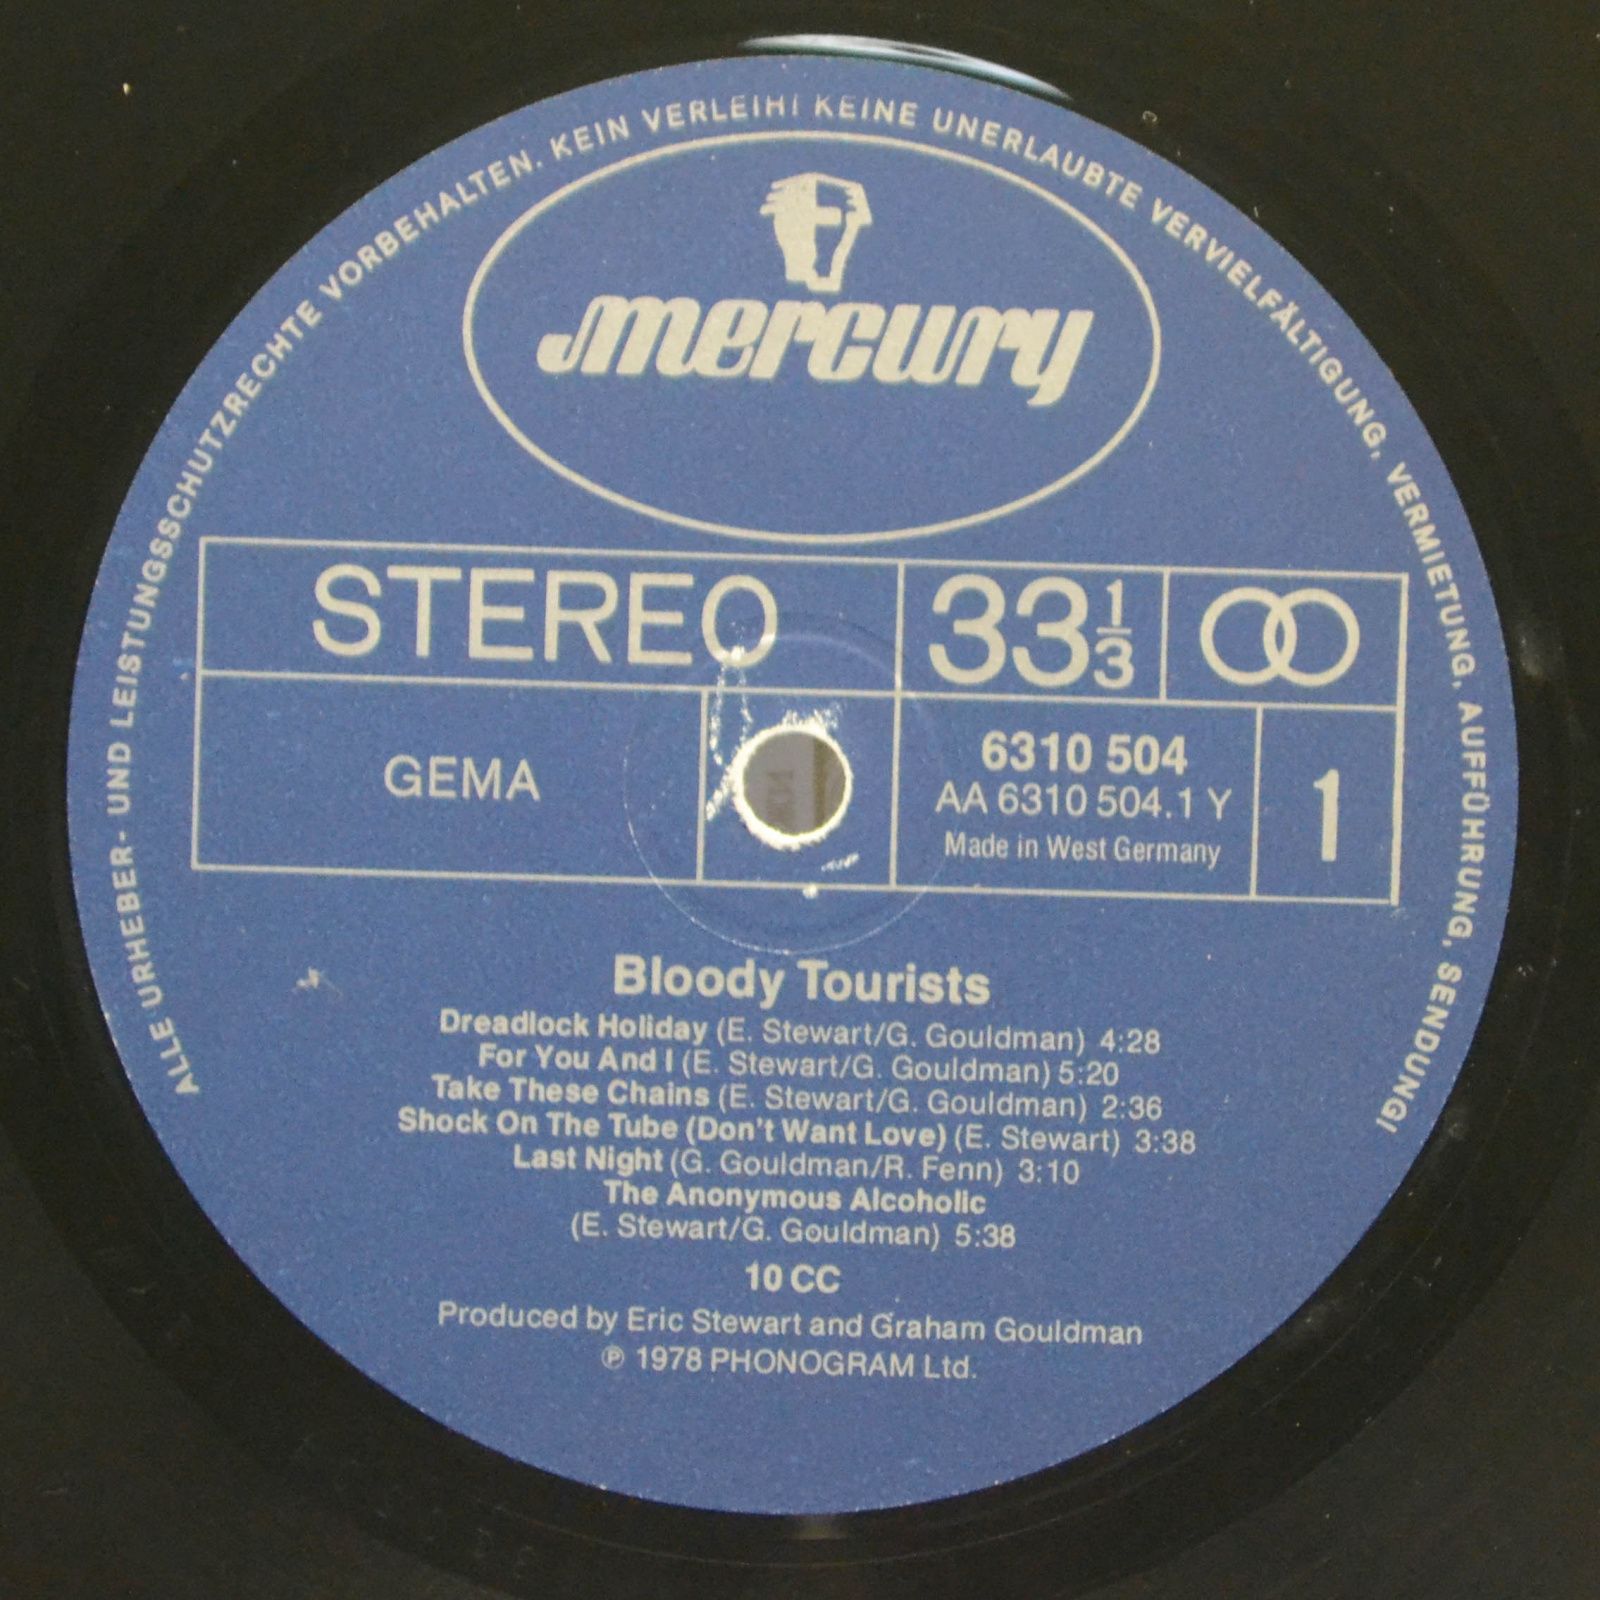 ALLE URHEBER- UND LEISTUNGSSCHUTZRECHTE VORBEHALTEN. KEIN VERLEIH! KEINE UNERLAUBTE VERVIELFÄLTIGUNG, VERMIETUNG, AUFFÜHRUNG, SENDUNG!
mercury
STEREO 33 1/3
GEMA
6310 504
AA 6310 504.1 Y
Made in West Germany
1
Bloody Tourists
Dreadlock Holiday (E. Stewart/G. Gouldman) 4:28
For You And I (E. Stewart/G. Gouldman) 5:20
Take These Chains (E. Stewart/G. Gouldman) 2:36
Shock On The Tube (Don't Want Love) (E. Stewart) 3:38
Last Night (G. Gouldman/R. Fenn) 3:10
The Anonymous Alcoholic
(E. Stewart/G. Gouldman) 5:38
10 CC
Produced by Eric Stewart and Graham Gouldman
℗ 1978 PHONOGRAM Ltd.